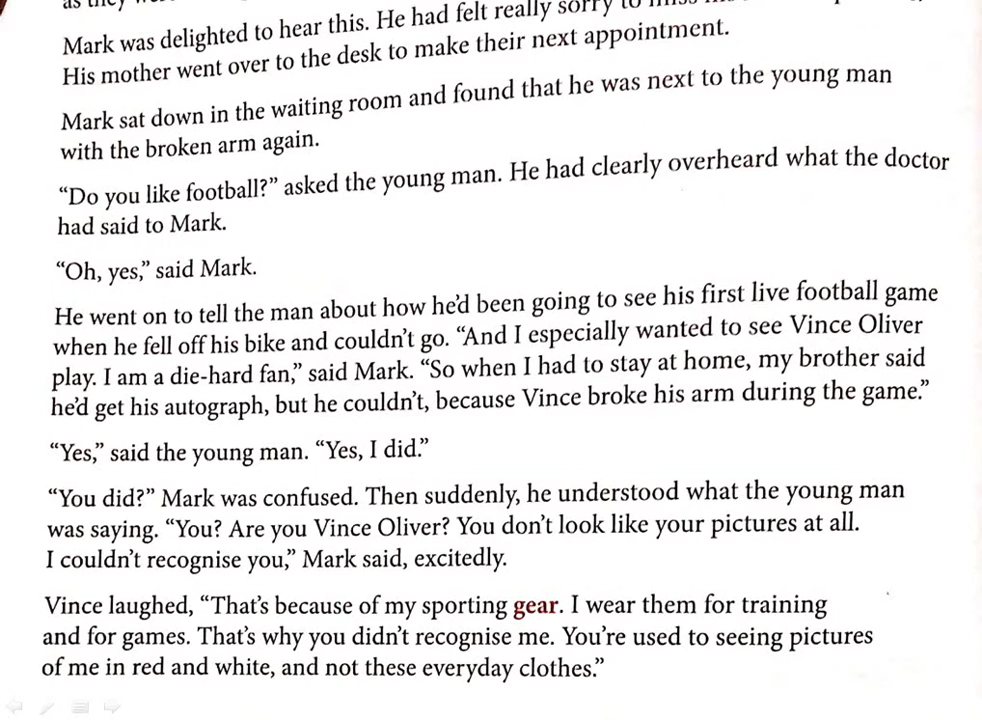 as they
Mark was delighted to hear this. He had felt really sorry to
His mother went over to the desk to make their next appointment.
Mark sat down in the waiting room and found that he was next to the young man
with the broken arm again.
“Do you like football?” asked the young man. He had clearly overheard what the doctor
had said to Mark.
“Oh, yes,” said Mark.
He went on to tell the man about how he’d been going to see his first live football game
when he fell off his bike and couldn’t go. “And I especially wanted to see Vince Oliver
play. I am a die-hard fan,” said Mark. “So when I had to stay at home, my brother said
he’d get his autograph, but he couldn’t, because Vince broke his arm during the game.”
“Yes,” said the young man. “Yes, I did.”
“You did?” Mark was confused. Then suddenly, he understood what the young man
was saying. “You? Are you Vince Oliver? You don’t look like your pictures at all.
I couldn’t recognise you,” Mark said, excitedly.
Vince laughed, “That’s because of my sporting gear. I wear them for training
and for games. That’s why you didn’t recognise me. You’re used to seeing pictures
of me in red and white, and not these everyday clothes.”